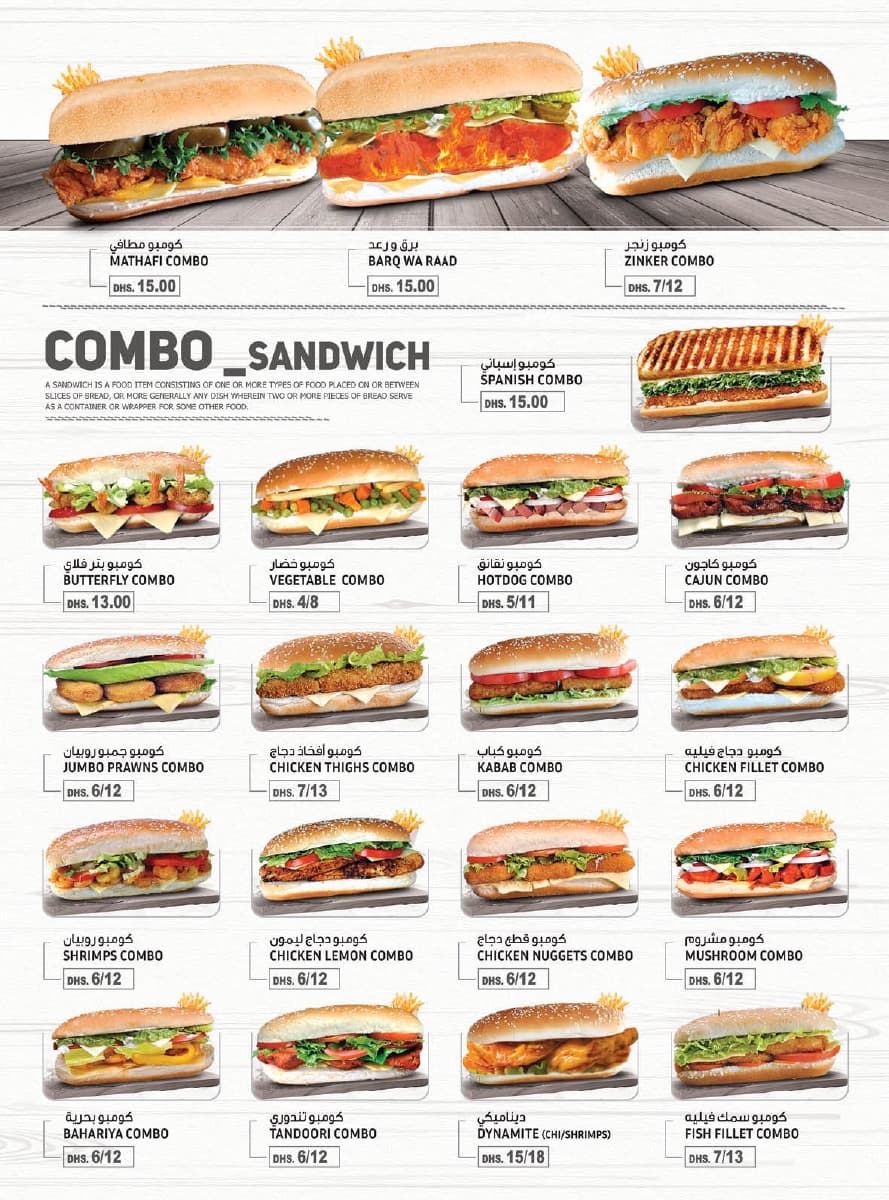 كومبو مطافي
MATHAFI COMBO
DHS. 15.00
برق ورعد
BARQ WA RAAD
DHS. 15.00
كومبو زنجر
ZINKER COMBO
DHS. 7/12
COMBO _SANDWICH
A SANDWICH IS A FOOD ITEM CONSISTING OF ONE OR MORE TYPES OF FOOD PLACED ON OR BETWEEN
SLICES OF BREAD, OR MORE GENERALLY ANY DISH WHEREIN TWO OR MORE PIECES OF BREAD SERVE
AS A CONTAINER OR WRAPPER FOR SOME OTHER FOOD.
كومبو إسباني
SPANISH COMBO
DHS. 15.00
كومبو بتر فلاي
BUTTERFLY COMBO
DHS. 13.00
كومبو خضار
VEGETABLE COMBO
DHS. 4/8
كومبو نقانق
HOTDOG COMBO
DHS. 5/11
كومبو كاجون
CAJUN COMBO
DHS. 6/12
كومبو جمبو روبيان
JUMBO PRAWNS COMBO
DHS. 6/12
كومبو أفخاذ دجاج
CHICKEN THIGHS COMBO
DHS. 7/13
كومبو كباب
KABAB COMBO
DHS. 6/12
كومبو دجاج فيليه
CHICKEN FILLET COMBO
DHS. 6/12
كومبو روبيان
SHRIMPS COMBO
DHS. 6/12
كومبو دجاج ليمون
CHICKEN LEMON COMBO
DHS. 6/12
كومبو قطع دجاج
CHICKEN NUGGETS COMBO
DHS. 6/12
كومبو مشروم
MUSHROOM COMBO
DHS. 6/12
كومبو بحرية
BAHARIYA COMBO
DHS. 6/12
كومبو تندوري
TANDOORI COMBO
DHS. 6/12
ديناميكي
DYNAMITE (CHI/SHRIMPS)
DHS. 15/18
كومبو سمك فيليه
FISH FILLET COMBO
DHS. 7/13